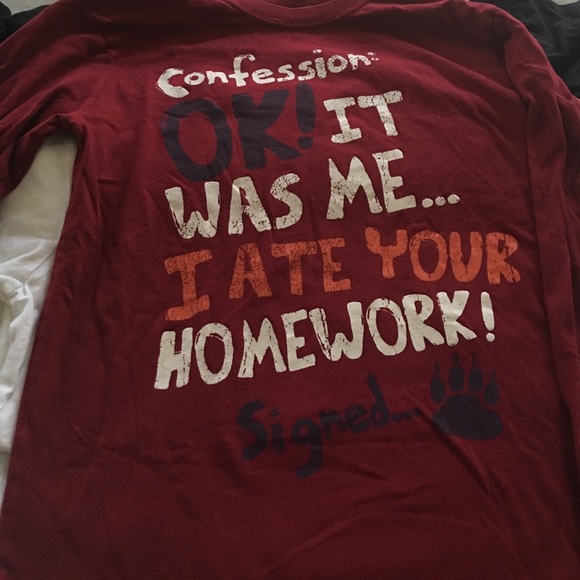 Confession:
OK! IT
WAS ME...
I ATE YOUR
HOMEWORK!
Signed...